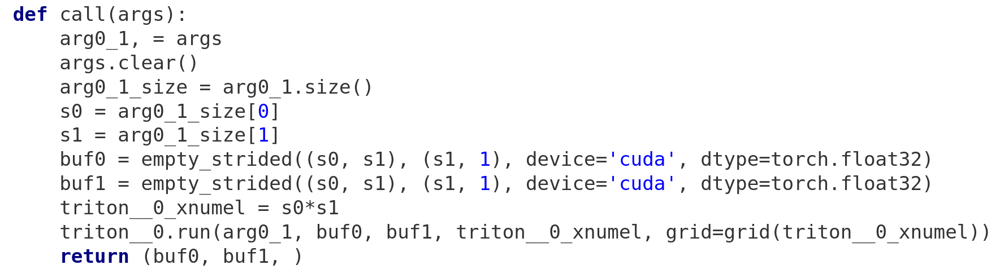 def call(args):
    arg0_1, = args
    args.clear()
    arg0_1_size = arg0_1.size()
    s0 = arg0_1_size[0]
    s1 = arg0_1_size[1]
    buf0 = empty_strided((s0, s1), (s1, 1), device='cuda', dtype=torch.float32)
    buf1 = empty_strided((s0, s1), (s1, 1), device='cuda', dtype=torch.float32)
    triton__0_xnumel = s0*s1
    triton__0.run(arg0_1, buf0, buf1, triton__0_xnumel, grid=grid(triton__0_xnumel))
    return (buf0, buf1, )